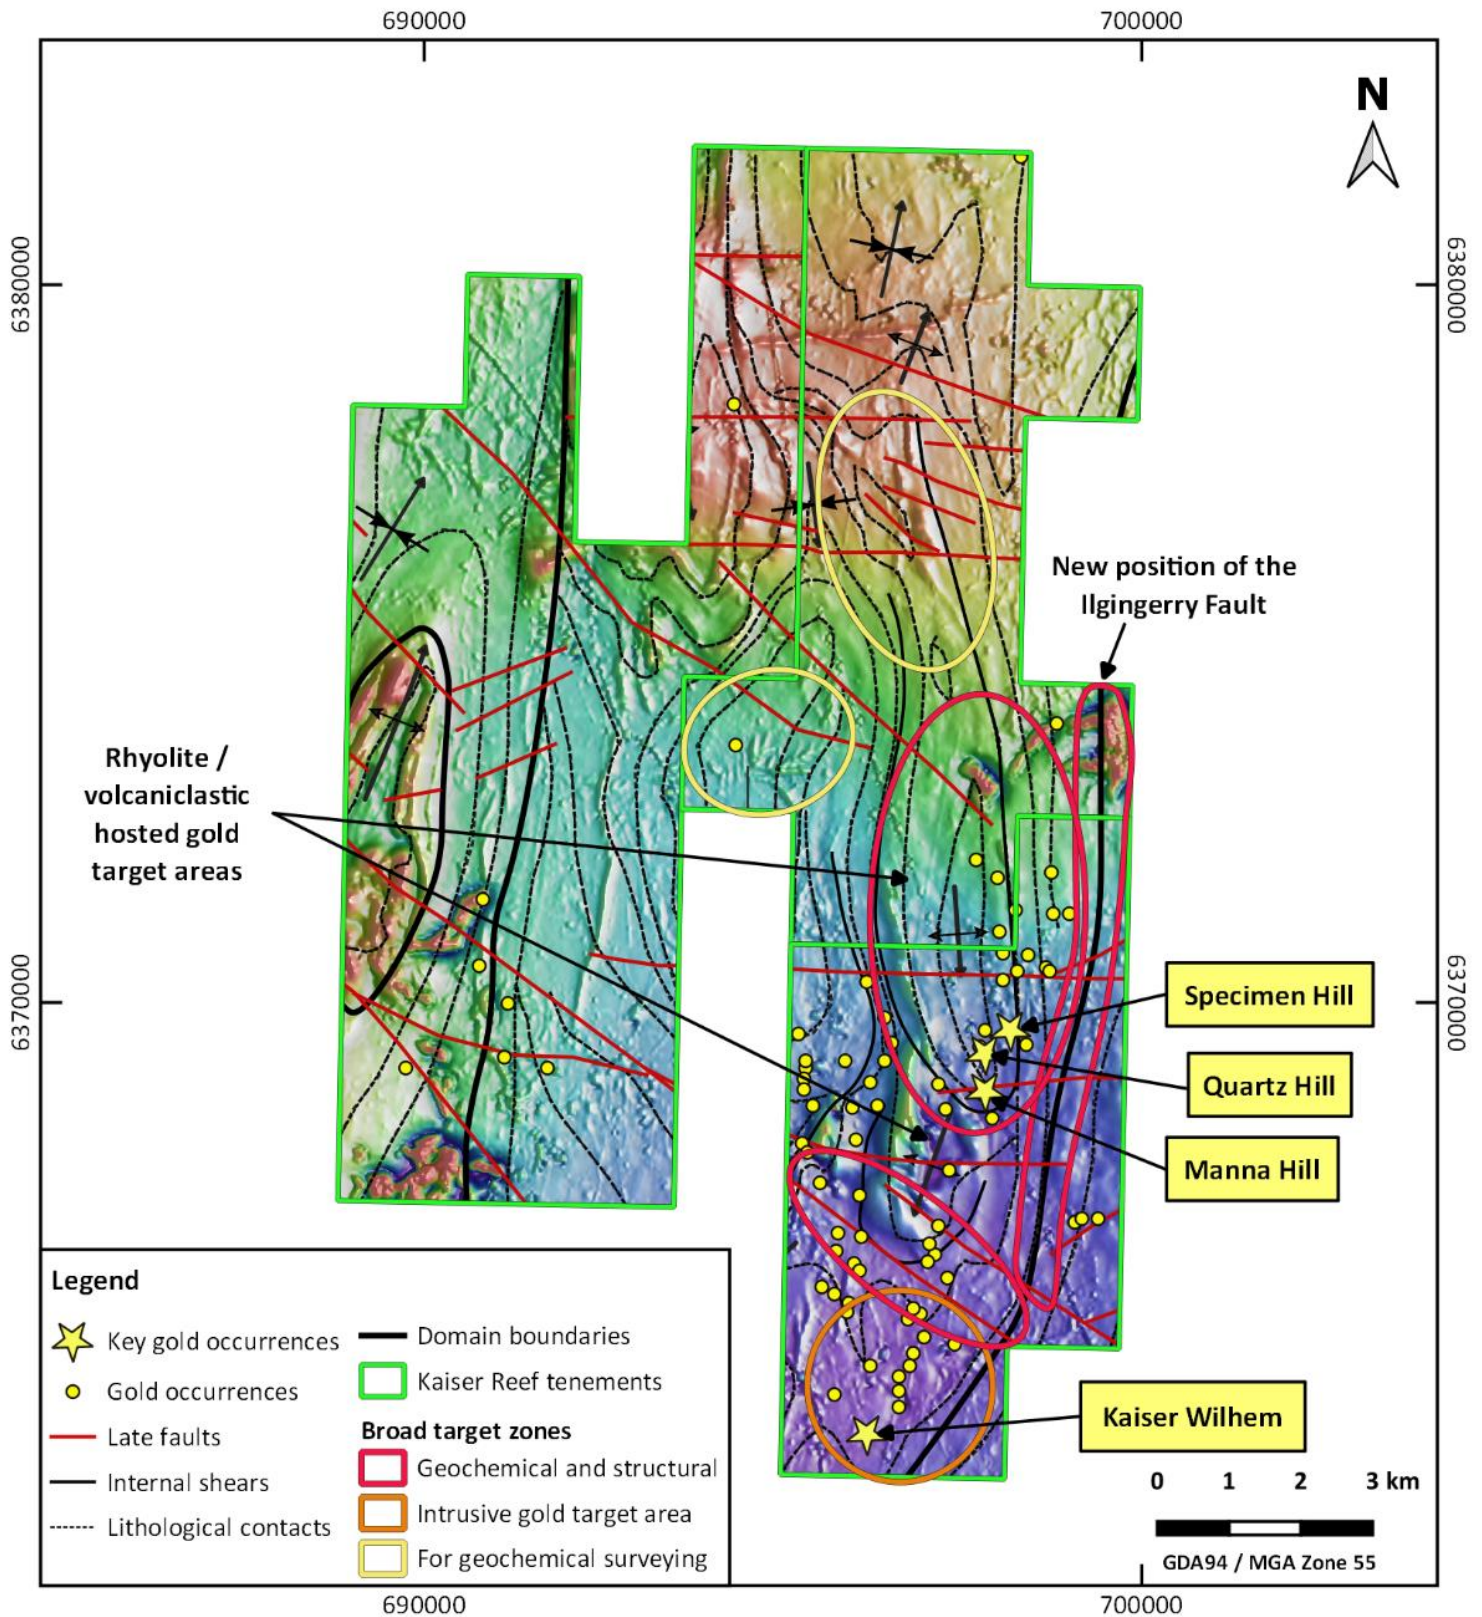 690000
700000
N
6380000
6380000
New position of the
Ilgingerry Fault
Rhyolite /
volcaniclastic
hosted gold
target areas
6370000
6370000
Specimen Hill
Quartz Hill
Manna Hill
Kaiser Wilhem
Legend
Key gold occurrences
Gold occurrences
Late faults
Internal shears
Lithological contacts
Domain boundaries
Kaiser Reef tenements
Broad target zones
Geochemical and structural
Intrusive gold target area
For geochemical surveying
0 1 2 3 km
GDA94 / MGA Zone 55
690000
700000